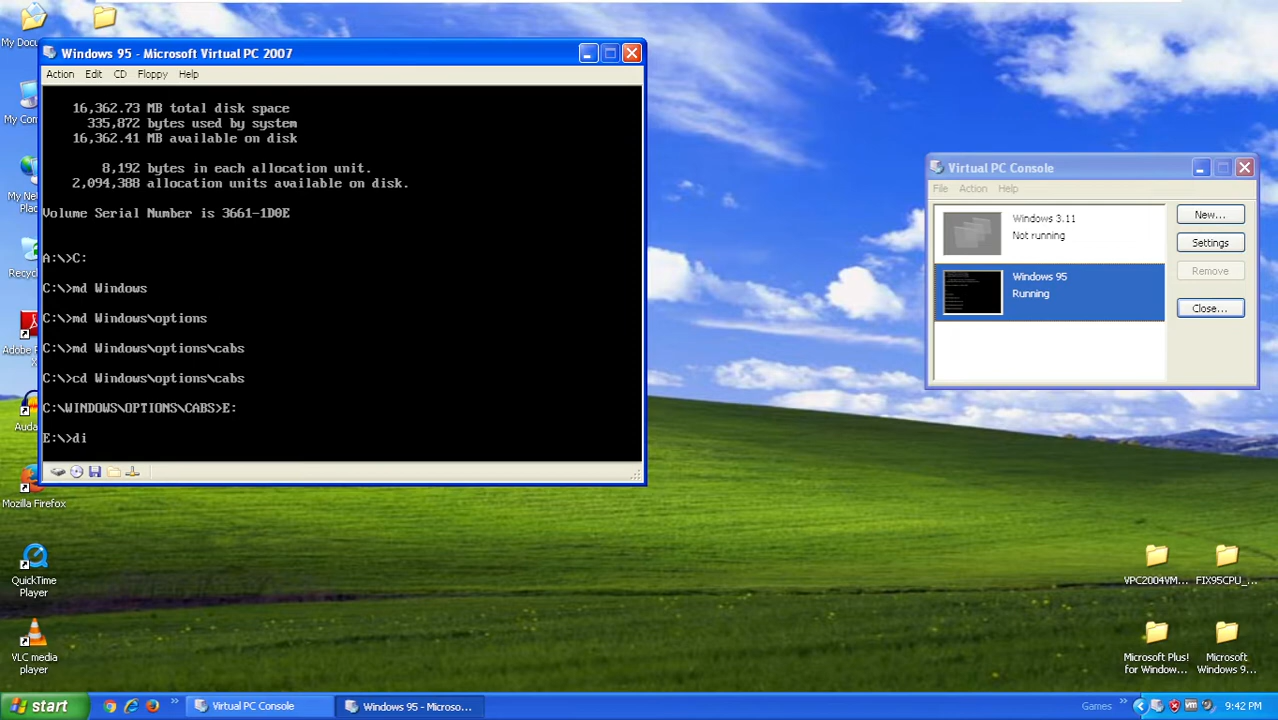 My Docu
My Com
My Net
Plac
Recyc
Adobe R
X
Auda
Mozilla Firefox
QuickTime
Player
VLC media
player
Windows 95 - Microsoft Virtual PC 2007
Action Edit CD Floppy Help
16,362.73 MB total disk space
335,872 bytes used by system
16,362.41 MB available on disk
8,192 bytes in each allocation unit.
2,094,388 allocation units available on disk.
Volume Serial Number is 3661-1D0E
A:\>C:
C:\>md Windows
C:\>md Windows\options
C:\>md Windows\options\cabs
C:\>cd Windows\options\cabs
C:\WINDOWS\OPTIONS\CABS>E:
E:\>di
Virtual PC Console
File Action Help
Windows 3.11
Not running
Windows 95
Running
New...
Settings
Remove
Close...
VPC2004VM... FIX95CPU_...
Microsoft Plus!
for Window...
Microsoft
Windows 9...
start
Virtual PC Console
Windows 95 - Microso...
Games
9:42 PM